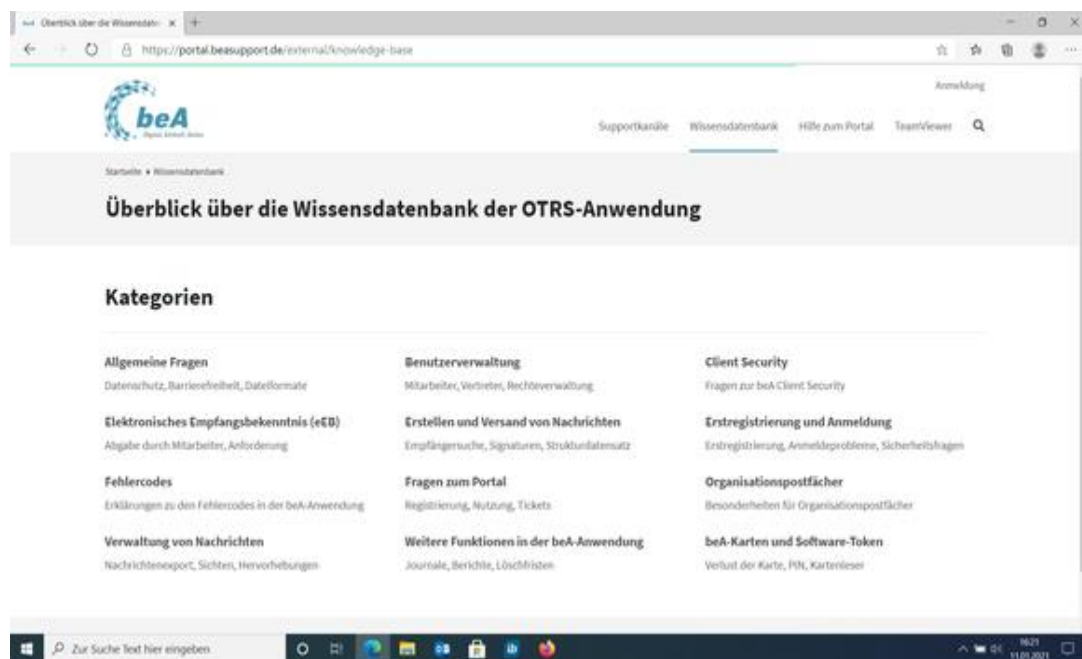 Überblick über die Wissensdaten
https://portal.beasupport.de/external/knowledge-base
Anmeldung
beA
Supportkanäle Wissensdatenbank Hilfe zum Portal TeamViewer
Startseite • Wissensdatenbank
Überblick über die Wissensdatenbank der OTRS-Anwendung
Kategorien
Allgemeine Fragen Benutzerverwaltung Client Security
Datenschutz, Barrierefreiheit, Dateiformate Mitarbeiter, Vertreter, Rechteverwaltung Fragen zur beA Client Security
Elektronisches Empfangsbekenntnis (eEB) Erstellen und Versand von Nachrichten Erstregistrierung und Anmeldung
Abgabe durch Mitarbeiter, Anforderung Empfängersuche, Signaturen, Strukturdatensatz Erstregistrierung, Anmeldeprobleme, Sicherheitsfragen
Fehlercodes Fragen zum Portal Organisationspostfächer
Erklärungen zu den Fehlercodes in der beA-Anwendung Registrierung, Nutzung, Tickets Besonderheiten für Organisationspostfächer
Verwaltung von Nachrichten Weitere Funktionen in der beA-Anwendung beA-Karten und Software-Token
Nachrichtenexport, Sichten, Hervorhebungen Journale, Berichte, Löschfristen Verlust der Karte, PIN, Kartenleser
Zur Suche Text hier eingeben
16:21
11.01.2021